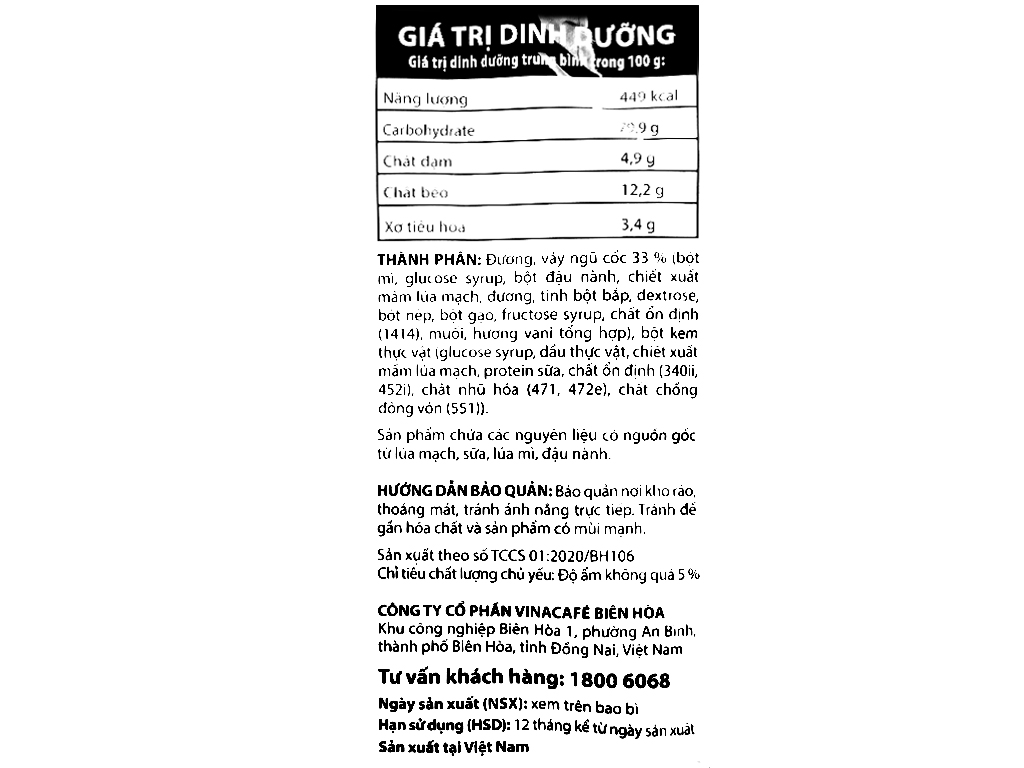 GIÁ TRỊ DINH DƯỠNG
Giá trị dinh dưỡng trung bình trong 100 g:
Năng lượng 449 kcal
Carbohydrate 79,9 g
Chất đạm 4,9 g
Chất béo 12,2 g
Xơ tiêu hóa 3,4 g
THÀNH PHẦN: Đường, vảy ngũ cốc 33 % (bột
mì, glucose syrup, bột đậu nành, chiết xuất
mầm lúa mạch, đường, tinh bột bắp, dextrose,
bột nếp, bột gạo, fructose syrup, chất ổn định
(1414), muối, hương vani tổng hợp), bột kem
thực vật (glucose syrup, dầu thực vật, chiết xuất
mầm lúa mạch, protein sữa, chất ổn định (340ii,
452i), chất nhũ hóa (471, 472e), chất chống
đông vón (551)).
Sản phẩm chứa các nguyên liệu có nguồn gốc
từ lúa mạch, sữa, lúa mì, đậu nành.
HƯỚNG DẪN BẢO QUẢN: Bảo quản nơi khô ráo,
thoáng mát, tránh ánh nắng trực tiếp. Tránh để
gần hóa chất và sản phẩm có mùi mạnh.
Sản xuất theo số TCCS 01:2020/BH106
Chỉ tiêu chất lượng chủ yếu: Độ ẩm không quá 5 %
CÔNG TY CỔ PHẦN VINACAFÉ BIÊN HÒA
Khu công nghiệp Biên Hòa 1, phường An Bình,
thành phố Biên Hòa, tỉnh Đồng Nai, Việt Nam
Tư vấn khách hàng: 1800 6068
Ngày sản xuất (NSX): xem trên bao bì
Hạn sử dụng (HSD): 12 tháng kể từ ngày sản xuất
Sản xuất tại Việt Nam